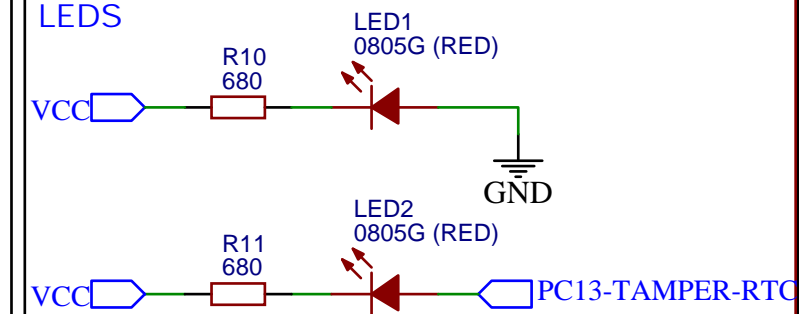 LEDS
LED1
0805G (RED)
R10
680
VCC
GND
LED2
0805G (RED)
R11
680
VCC
PC13-TAMPER-RTC